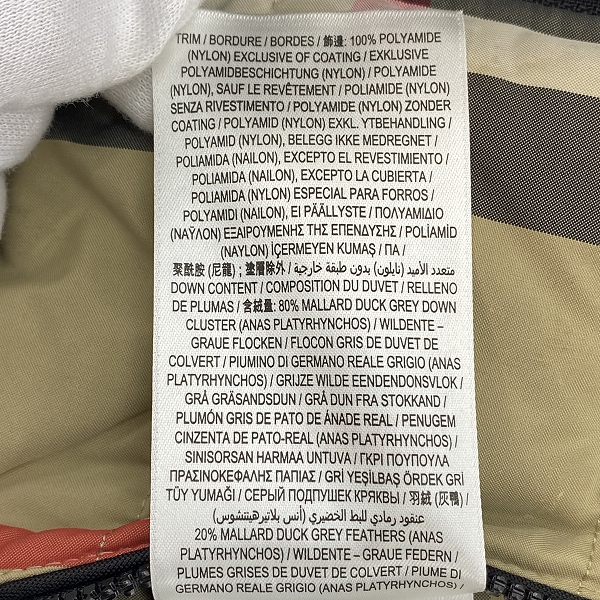 TRIM / BORDURE / BORDES / 飾邊: 100% POLYAMIDE
(NYLON) EXCLUSIVE OF COATING / EXKLUSIVE
POLYAMIDBESCHICHTUNG (NYLON) / POLYAMIDE
(NYLON), SAUF LE REVÊTEMENT / POLIAMIDE (NYLON)
SENZA RIVESTIMENTO / POLYAMIDE (NYLON) ZONDER
COATING / POLYAMID (NYLON) EXKL. YTBEHANDLING /
POLYAMID (NYLON), BELEGG IKKE MEDREGNET /
POLIAMIDA (NAILON), EXCEPTO EL REVESTIMIENTO /
POLIAMIDA (NAILON), EXCEPTO LA CUBIERTA /
POLIAMIDA (NYLON) ESPECIAL PARA FORROS /
POLYAMIDI (NAILON), EI PÄÄLLYSTE / ΠΟΛΥΑΜΙΔΙΟ
(ΝΑΫΛΟΝ) ΕΞΑΙΡΟΥΜΕΝΗΣ ΤΗΣ ΕΠΕΝΔΥΣΗΣ / POLİAMİD
(NAYLON) İÇERMEYEN KUMAŞ / ПА /
聚酰胺 (尼龍) ; 塗層除外 / متعدد الأميد (نايلون) بدون طبقة خارجية
DOWN CONTENT / COMPOSITION DU DUVET / RELLENO
DE PLUMAS / 含絨量: 80% MALLARD DUCK GREY DOWN
CLUSTER (ANAS PLATYRHYNCHOS) / WILDENTE –
GRAUE FLOCKEN / FLOCON GRIS DE DUVET DE
COLVERT / PIUMINO DI GERMANO REALE GRIGIO (ANAS
PLATYRHYNCHOS) / GRIJZE WILDE EENDENDONSVLOK /
GRÅ GRÄSANDSDUN / GRÅ DUN FRA STOKKAND /
PLUMÓN GRIS DE PATO DE ÁNADE REAL / PENUGEM
CINZENTA DE PATO-REAL (ANAS PLATYRHYNCHOS) /
SINISORSAN HARMAA UNTUVA / ΓΚΡΙ ΠΟΥΠΟΥΛΑ
ΠΡΑΣΙΝΟΚΕΦΑΛΗΣ ΠΑΠΙΑΣ / GRİ YEŞİLBAŞ ÖRDEK GRİ
TÜY YUMAĞI / СЕРЫЙ ПОДПУШЕК КРЯКВЫ / 羽絨 (灰鴨) /
عنقود رمادي للبط الخضيري (أنس بلاتيرهينتشوس)
20% MALLARD DUCK GREY FEATHERS (ANAS
PLATYRHYNCHOS) / WILDENTE – GRAUE FEDERN /
PLUMES GRISES DE DUVET DE COLVERT / PIUME DI
GERMANO REALE GRIGIO (ANAS PLATYRHYNCHOS) /